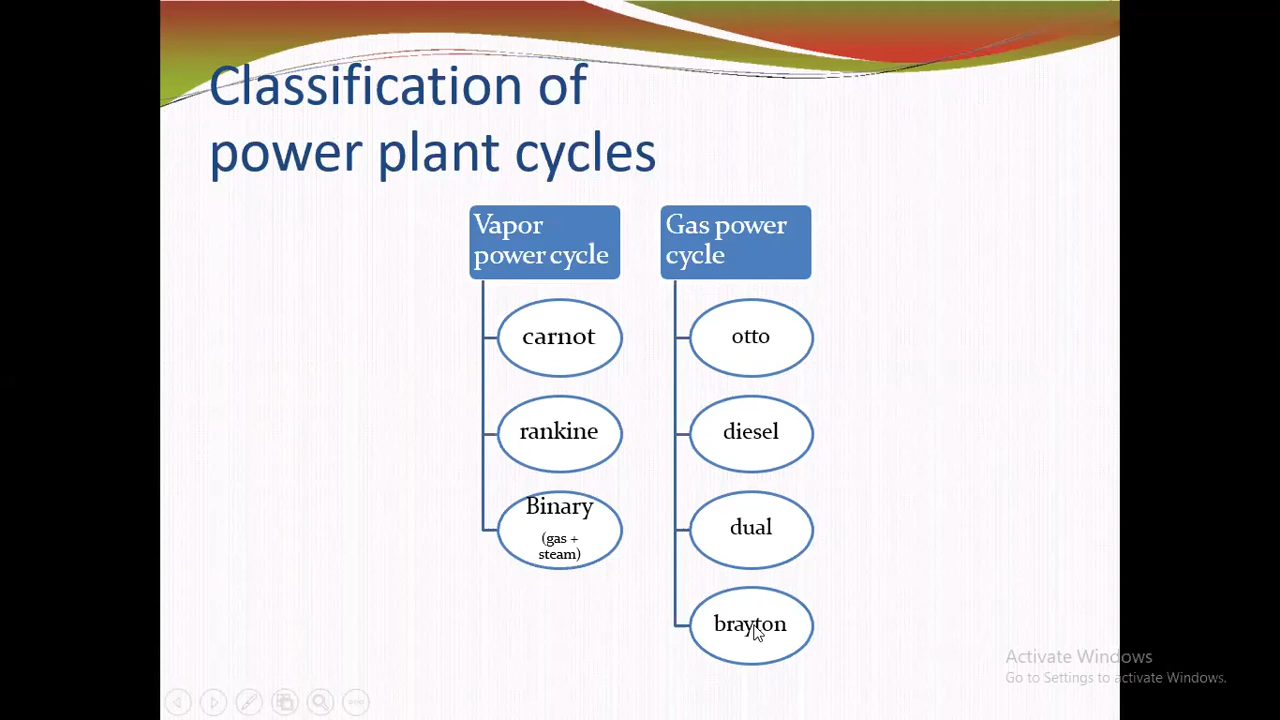 Classification of
power plant cycles
Vapor
power cycle
carnot
rankine
Binary
(gas +
steam)
Gas power
cycle
otto
diesel
dual
brayton
Activate Windows
Go to Settings to activate Windows.